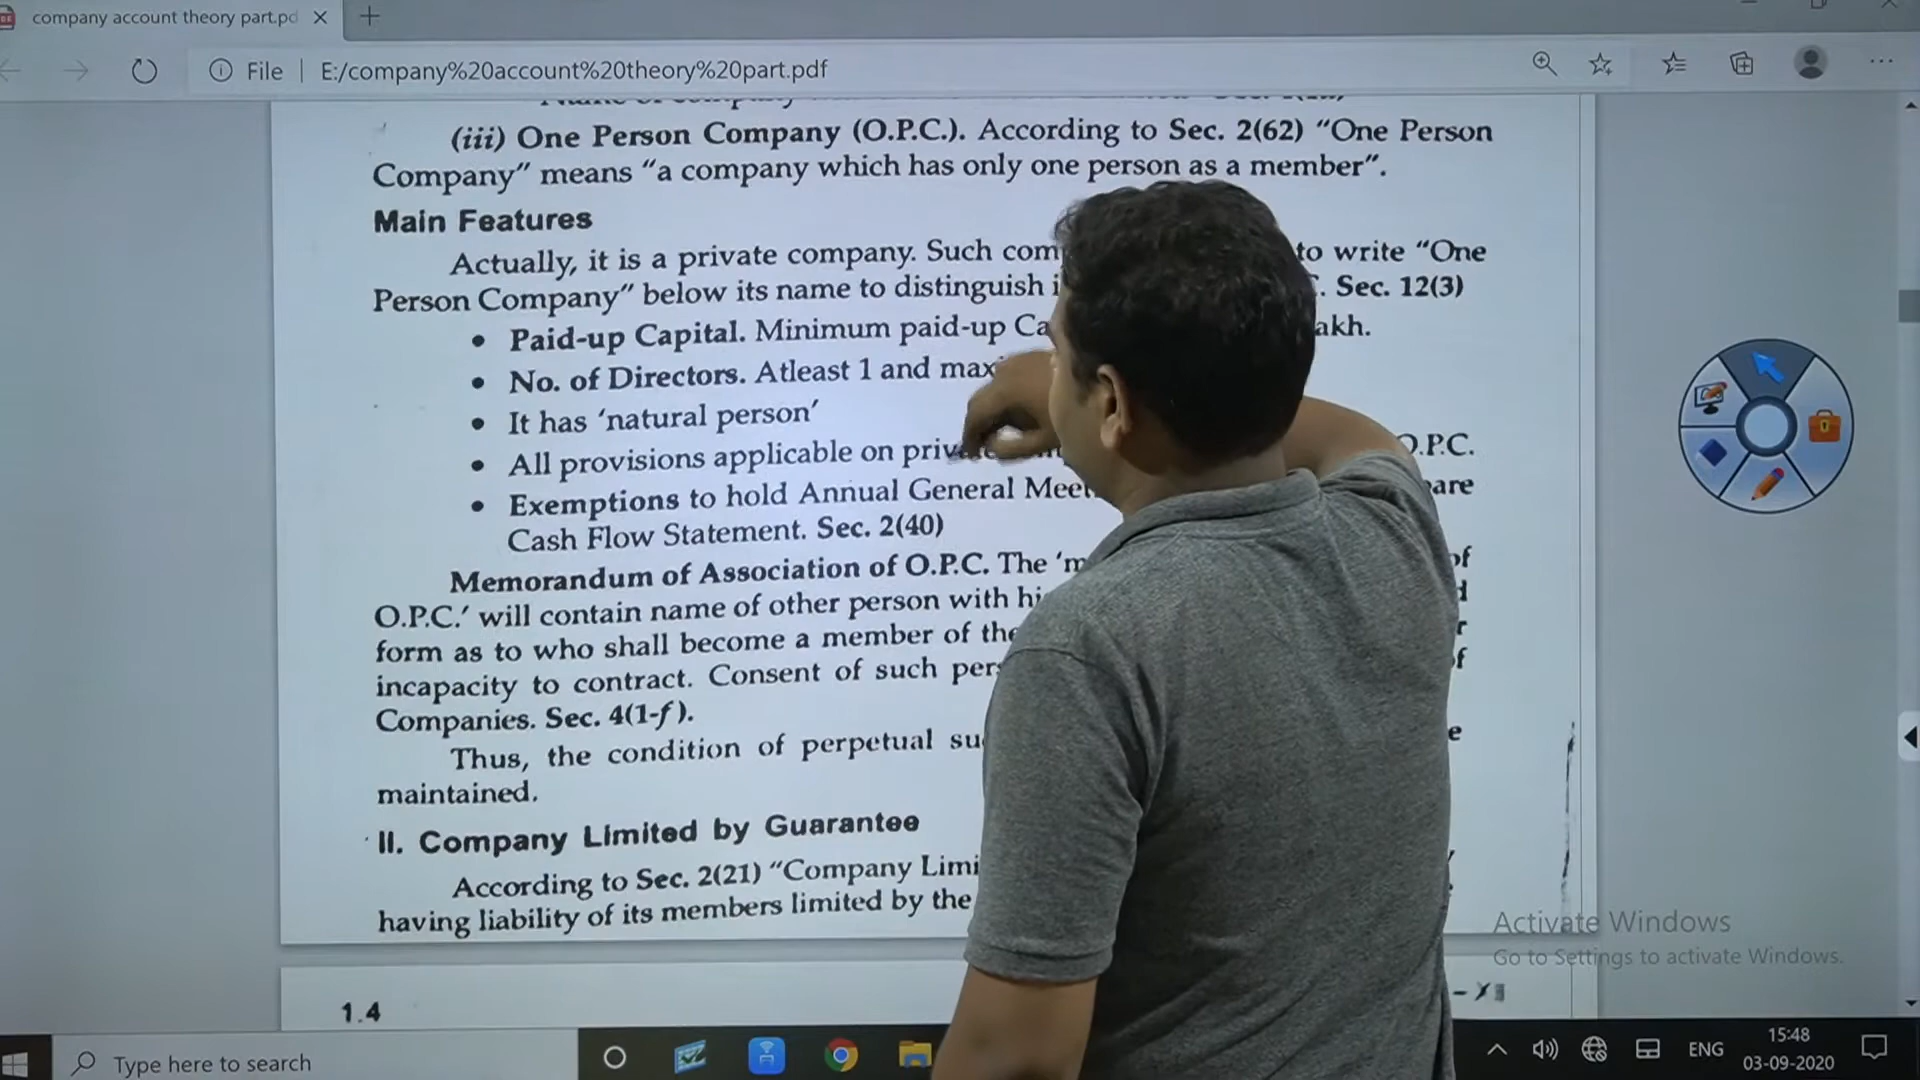 company account theory part.pd
File
E:/company%20account%20theory%20part.pdf
(iii) One Person Company (O.P.C.). According to Sec. 2(62) “One Person
Company” means “a company which has only one person as a member”.
Main Features
Actually, it is a private company. Such com to write “One
Person Company” below its name to distinguish i . Sec. 12(3)
• Paid-up Capital. Minimum paid-up Ca akh.
• No. of Directors. Atleast 1 and max
• It has ‘natural person’
• All provisions applicable on priv O.P.C.
• Exemptions to hold Annual General Meet are
Cash Flow Statement. Sec. 2(40)
Memorandum of Association of O.P.C. The ‘m of
O.P.C.’ will contain name of other person with hi
form as to who shall become a member of the
incapacity to contract. Consent of such pers of
Companies. Sec. 4(1-f).
Thus, the condition of perpetual su e
maintained.
II. Company Limited by Guarantee
According to Sec. 2(21) “Company Limi
having liability of its members limited by the
Activate Windows
Go to Settings to activate Windows.
1.4
Type here to search
ENG
15:48
03-09-2020